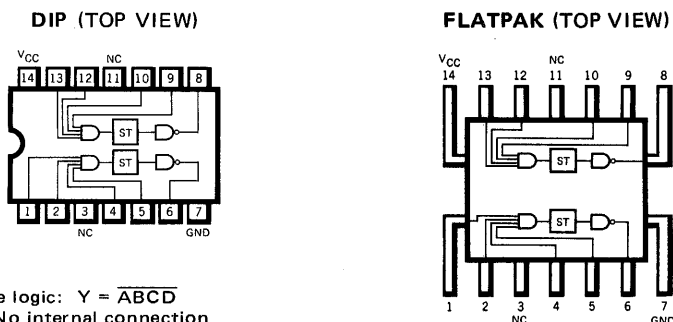 DIP (TOP VIEW)
VCC NC
14 13 12 11 10 9 8
ST
ST
1 2 3 4 5 6 7
NC GND
logic: Y = ABCD
No internal connection
FLATPAK (TOP VIEW)
VCC NC
14 13 12 11 10 9 8
ST
ST
1 2 3 4 5 6 7
NC GND